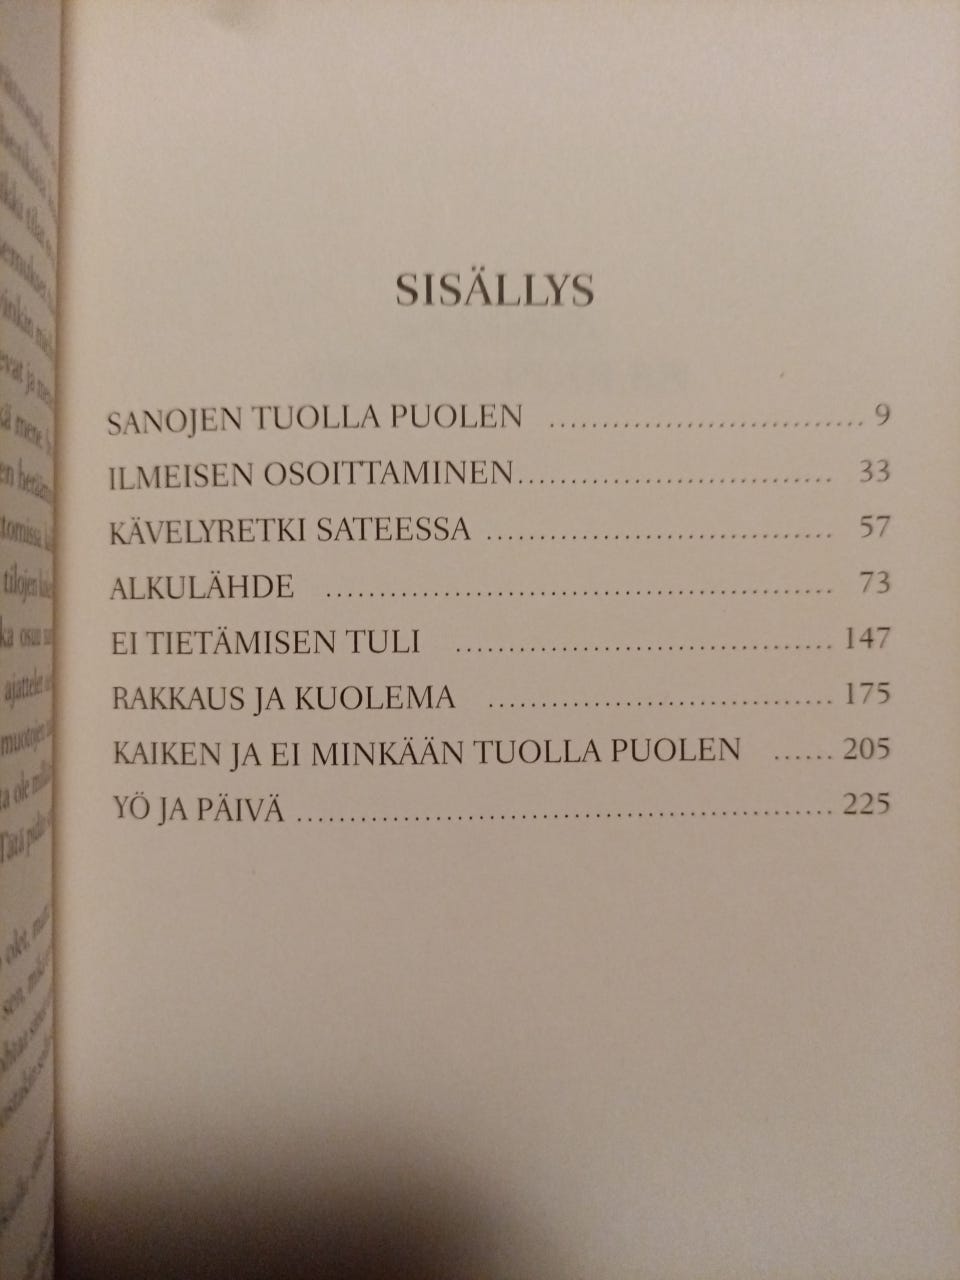 SISÄLLYS
SANOJEN TUOLLA PUOLEN .............................. 9
ILMEISEN OSOITTAMINEN.............................. 33
KÄVELYRETKI SATEESSA ................................. 57
ALKULÄHDE ................................................ 73
EI TIETÄMISEN TULI .................................... 147
RAKKAUS JA KUOLEMA ................................. 175
KAIKEN JA EI MINKÄÄN TUOLLA PUOLEN ...... 205
YÖ JA PÄIVÄ ................................................... 225